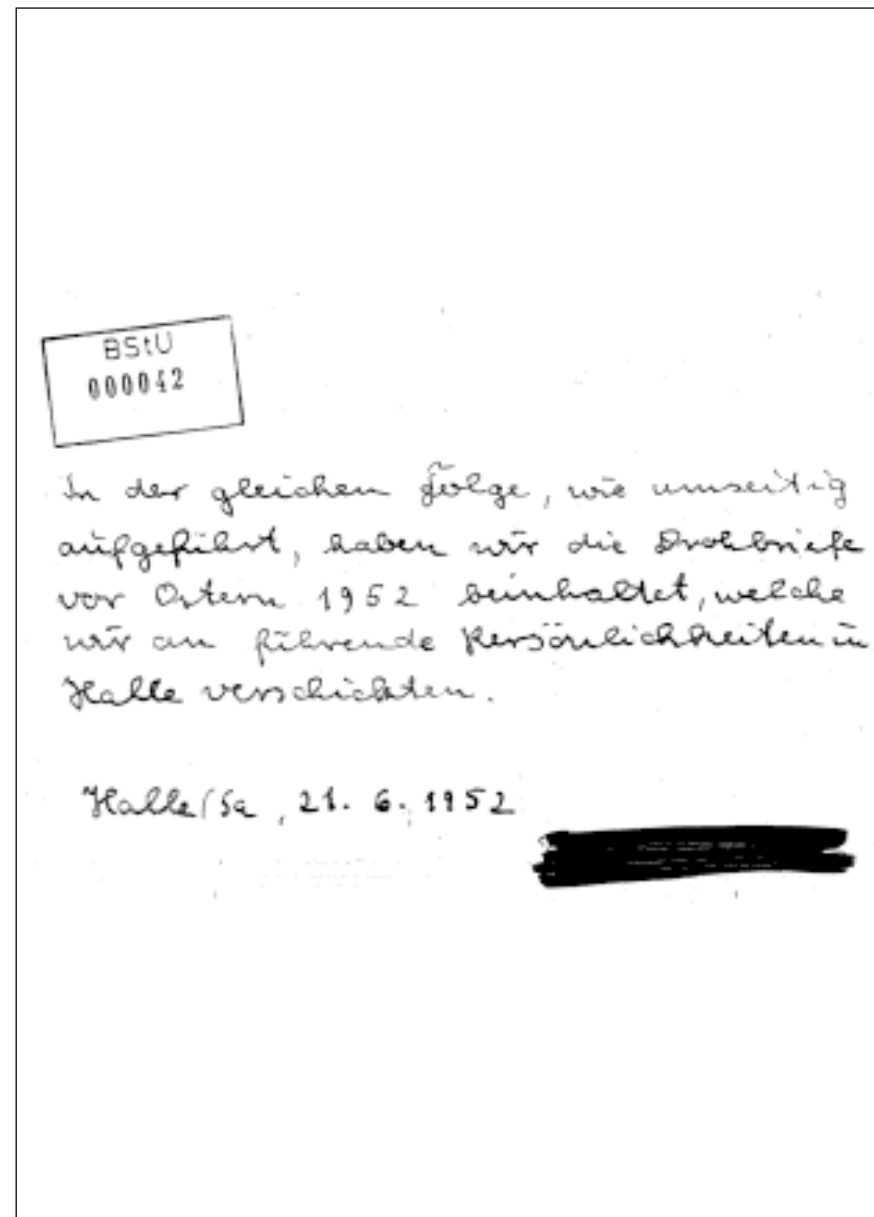 BStU
000042
In der gleichen Folge, wie umseitig
aufgeführt, haben wir die Drohbriefe
vor Ostern 1952 beinhaltet, welche
wir an führende Persönlichkeiten in
Halle verschickten.
Halle/Sa, 21. 6. 1952